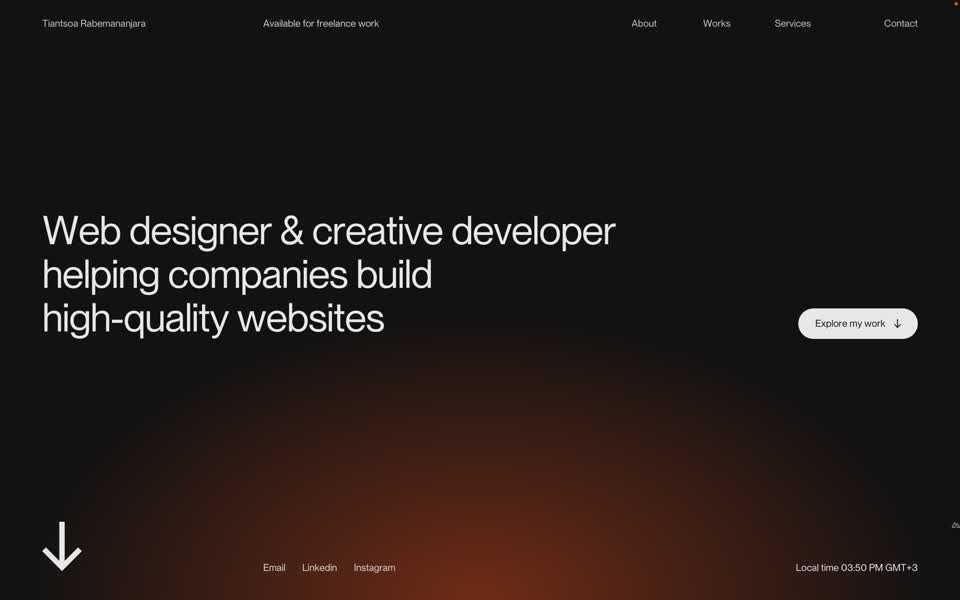 Tiantsoa Rabemananjara
Available for freelance work
About
Works
Services
Contact
Web designer & creative developer
helping companies build
high-quality websites
Explore my work
Email
Linkedin
Instagram
Local time 03:50 PM GMT+3